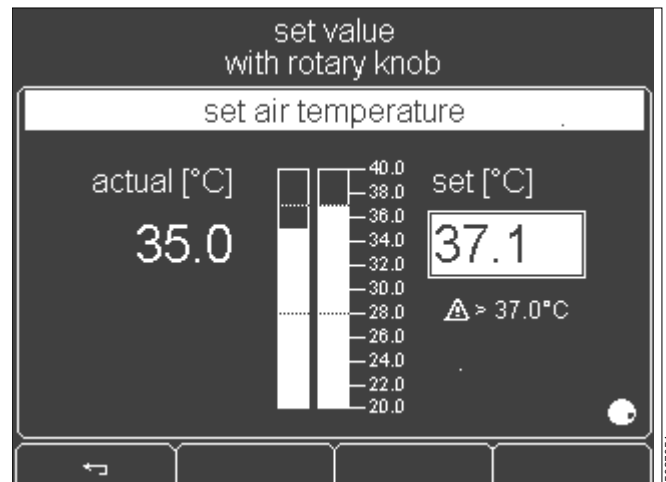 set value
with rotary knob
set air temperature
actual [°C]
35.0
40.0
38.0
36.0
34.0
32.0
30.0
28.0
26.0
24.0
22.0
20.0
set [°C]
37.1
⚠ > 37.0°C